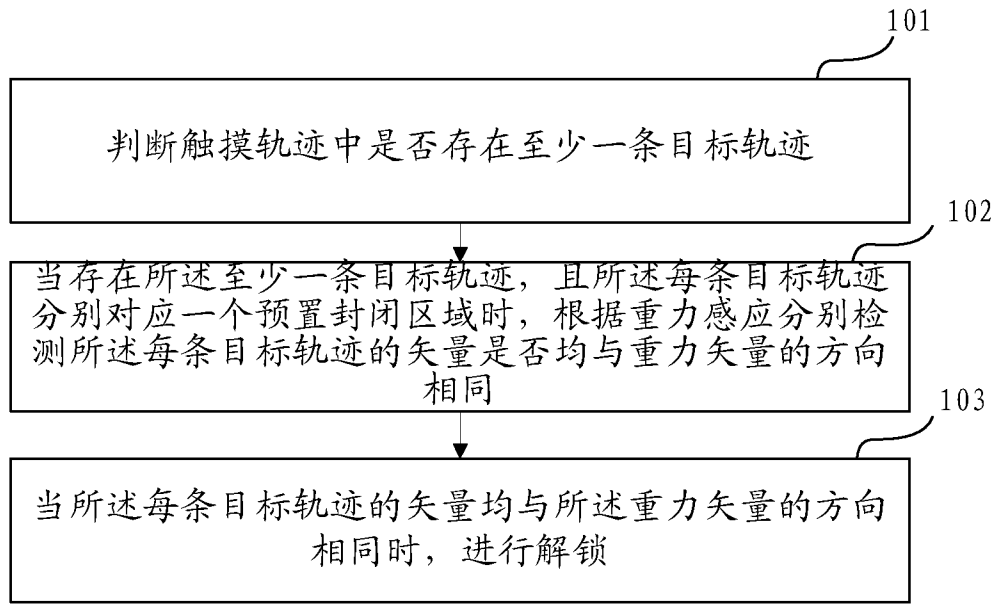 101
判断触摸轨迹中是否存在至少一条目标轨迹
102
当存在所述至少一条目标轨迹，且所述每条目标轨迹
分别对应一个预置封闭区域时，根据重力感应分别检
测所述每条目标轨迹的矢量是否均与重力矢量的方向
相同
103
当所述每条目标轨迹的矢量均与所述重力矢量的方向
相同时，进行解锁